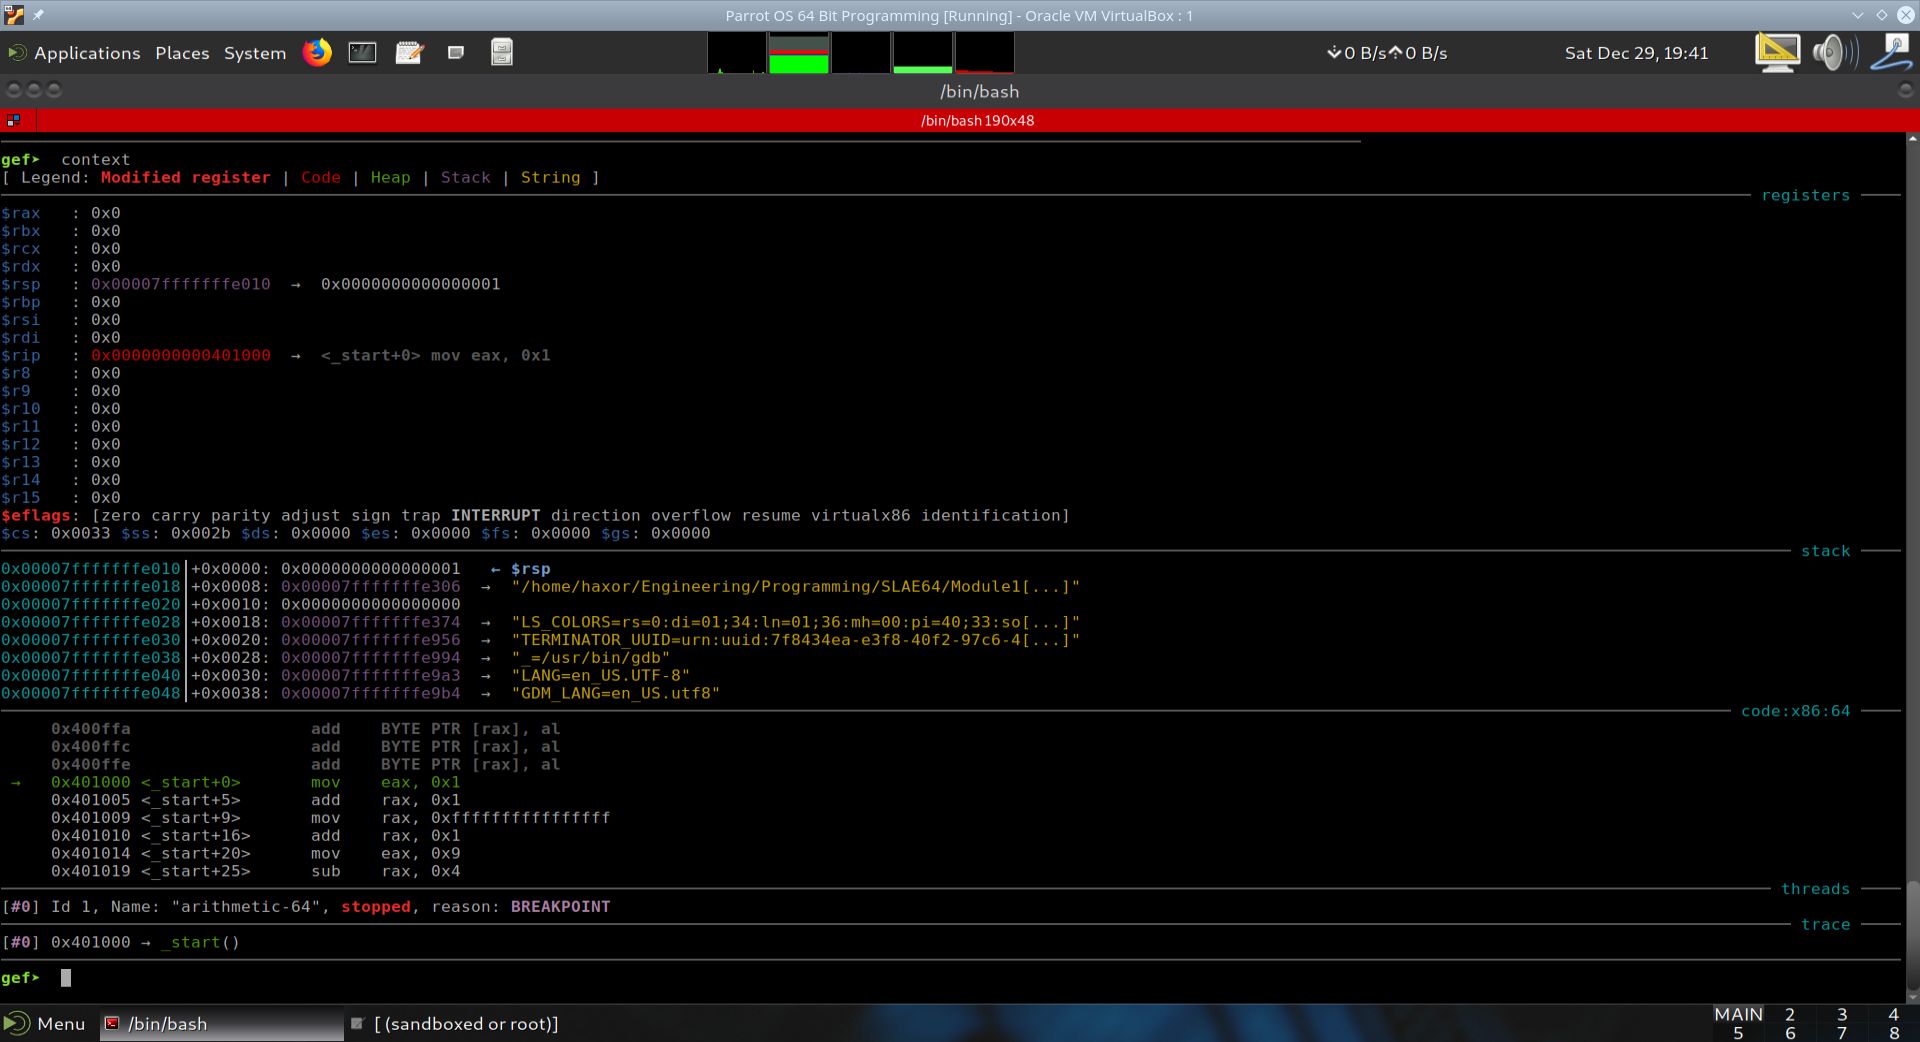 Parrot OS 64 Bit Programming [Running] - Oracle VM VirtualBox : 1
Applications Places System 0 B/s 0 B/s Sat Dec 29, 19:41
/bin/bash
/bin/bash 190x48
gef➤ context
[ Legend: Modified register | Code | Heap | Stack | String ]
registers
$rax : 0x0
$rbx : 0x0
$rcx : 0x0
$rdx : 0x0
$rsp : 0x00007fffffffe010 → 0x0000000000000001
$rbp : 0x0
$rsi : 0x0
$rdi : 0x0
$rip : 0x0000000000401000 → <_start+0> mov eax, 0x1
$r8 : 0x0
$r9 : 0x0
$r10 : 0x0
$r11 : 0x0
$r12 : 0x0
$r13 : 0x0
$r14 : 0x0
$r15 : 0x0
$eflags: [zero carry parity adjust sign trap INTERRUPT direction overflow resume virtualx86 identification]
$cs: 0x0033 $ss: 0x002b $ds: 0x0000 $es: 0x0000 $fs: 0x0000 $gs: 0x0000
stack
0x00007fffffffe010│+0x0000: 0x0000000000000001 ← $rsp
0x00007fffffffe018│+0x0008: 0x00007fffffffe306 → "/home/haxor/Engineering/Programming/SLAE64/Module1[...]"
0x00007fffffffe020│+0x0010: 0x0000000000000000
0x00007fffffffe028│+0x0018: 0x00007fffffffe374 → "LS_COLORS=rs=0:di=01;34:ln=01;36:mh=00:pi=40;33:so[...]"
0x00007fffffffe030│+0x0020: 0x00007fffffffe956 → "TERMINATOR_UUID=urn:uuid:7f8434ea-e3f8-40f2-97c6-4[...]"
0x00007fffffffe038│+0x0028: 0x00007fffffffe994 → "_=/usr/bin/gdb"
0x00007fffffffe040│+0x0030: 0x00007fffffffe9a3 → "LANG=en_US.UTF-8"
0x00007fffffffe048│+0x0038: 0x00007fffffffe9b4 → "GDM_LANG=en_US.utf8"
code:x86:64
0x400ffa add BYTE PTR [rax], al
0x400ffc add BYTE PTR [rax], al
0x400ffe add BYTE PTR [rax], al
→ 0x401000 <_start+0> mov eax, 0x1
0x401005 <_start+5> add rax, 0x1
0x401009 <_start+9> mov rax, 0xffffffffffffffff
0x401010 <_start+16> add rax, 0x1
0x401014 <_start+20> mov eax, 0x9
0x401019 <_start+25> sub rax, 0x4
threads
[#0] Id 1, Name: "arithmetic-64", stopped, reason: BREAKPOINT
trace
[#0] 0x401000 → _start()
gef➤
Menu /bin/bash [ (sandboxed or root)] MAIN 2 3 4
5 6 7 8